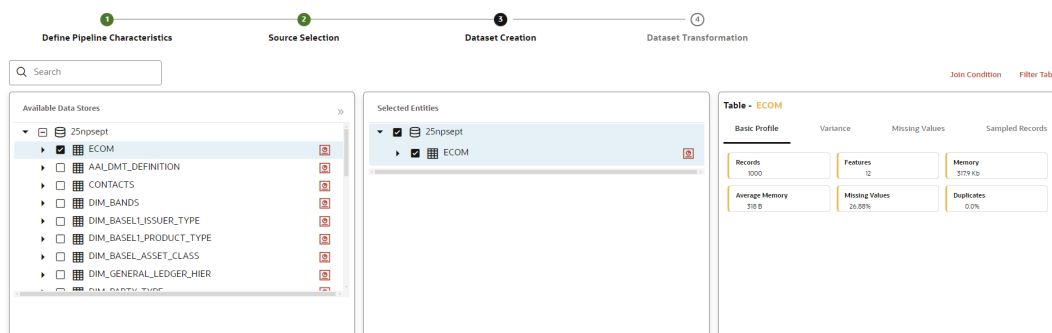 1 2 3 4
Define Pipeline Characteristics Source Selection Dataset Creation Dataset Transformation
Search
Join Condition Filter Tab
Available Data Stores
»
25npsept
ECOM
AAI_DMT_DEFINITION
CONTACTS
DIM_BANDS
DIM_BASEL1_ISSUER_TYPE
DIM_BASEL1_PRODUCT_TYPE
DIM_BASEL_ASSET_CLASS
DIM_GENERAL_LEDGER_HIER
DIM_PARTY_TYPE
Selected Entities
25npsept
ECOM
Table - ECOM
Basic Profile Variance Missing Values Sampled Records
Records Features Memory
1000 12 317.9 Kb
Average Memory Missing Values Duplicates
318 B 26.88% 0.0%